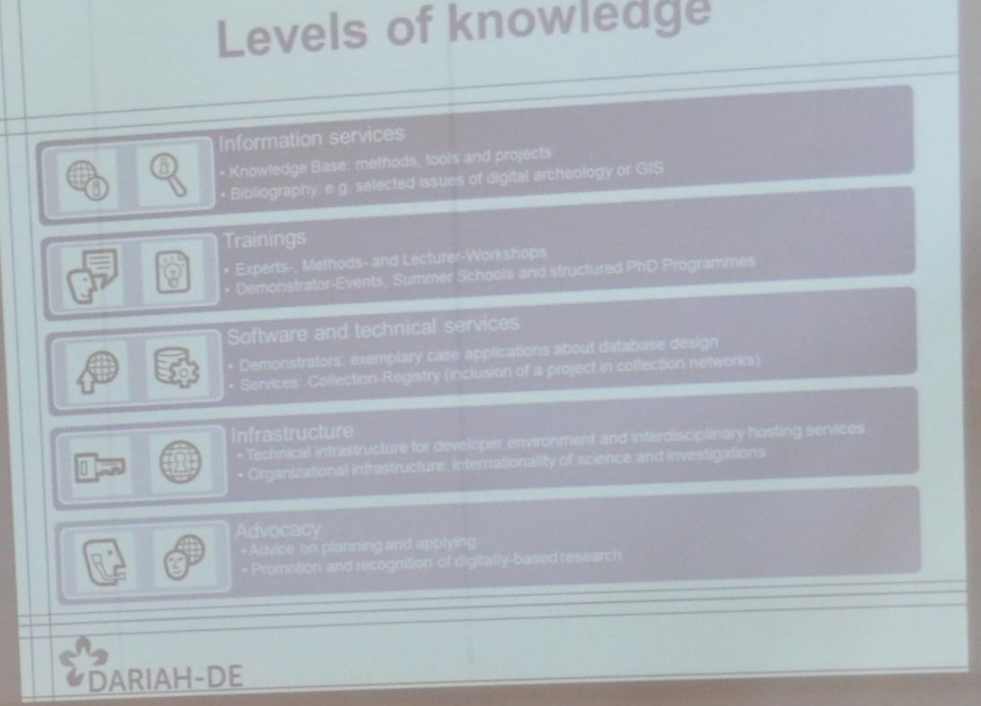 Levels of knowledge
Information services
• Knowledge Base: methods, tools and projects
• Bibliography: e.g. selected issues of digital archeology or GIS
Trainings
• Experts-, Methods- and Lecturer-Workshops
• Demonstrator-Events, Summer Schools and structured PhD Programmes
Software and technical services
• Demonstrators: exemplary case applications about database design
• Services: Collection-Registry (inclusion of a project in collection networks)
Infrastructure
• Technical infrastructure for developer environment and interdisciplinary hosting services
• Organizational infrastructure: internationality of science and investigations
Advocacy
• Advice on planning and applying
• Promotion and recognition of digitally-based research
DARIAH-DE